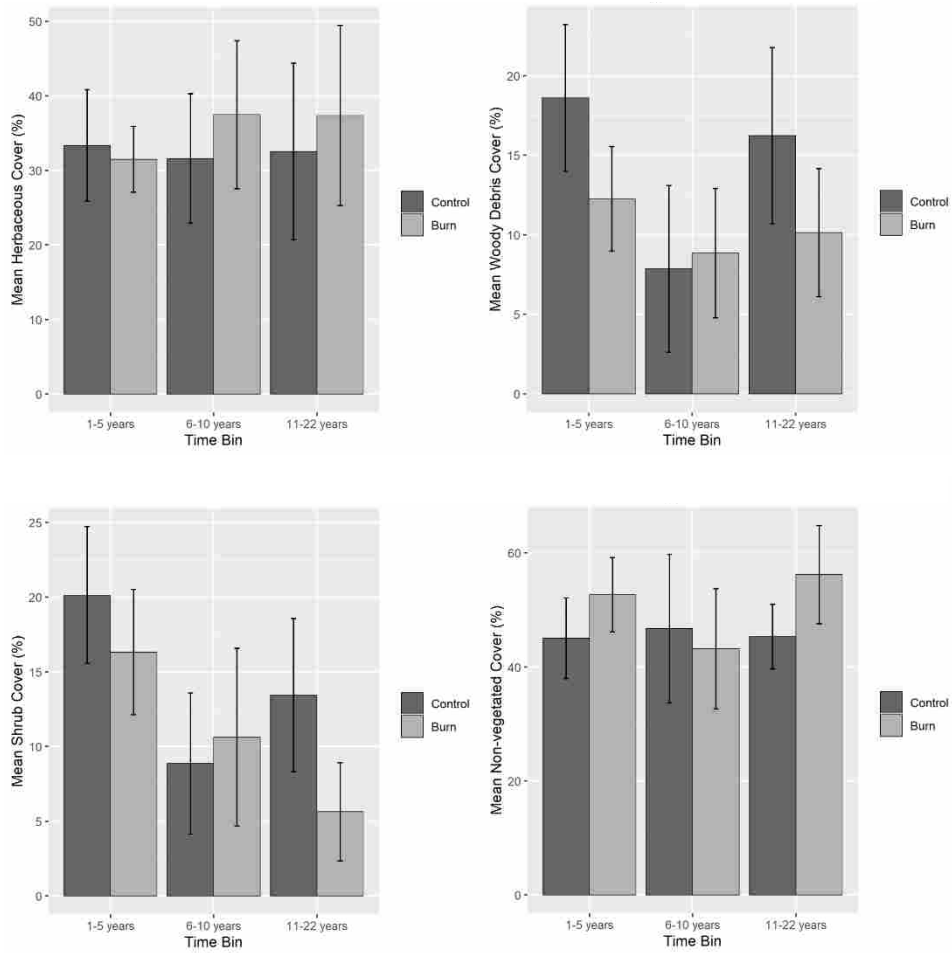 Mean Herbaceous Cover (%)
50
40
30
20
10
0
1-5 years 6-10 years 11-22 years
Time Bin
Control
Burn
Mean Woody Debris Cover (%)
20
15
10
5
0
1-5 years 6-10 years 11-22 years
Time Bin
Control
Burn
Mean Shrub Cover (%)
25
20
15
10
5
0
1-5 years 6-10 years 11-22 years
Time Bin
Control
Burn
Mean Non-vegetated Cover (%)
60
40
20
0
1-5 years 6-10 years 11-22 years
Time Bin
Control
Burn